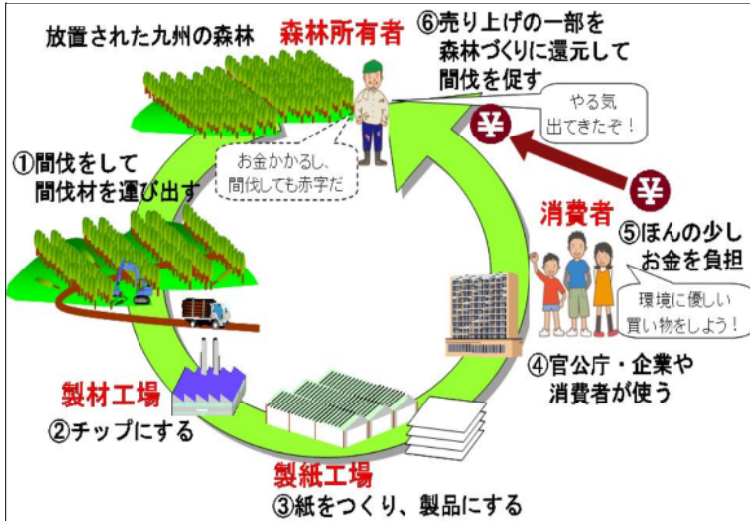 放置された九州の森林
森林所有者
⑥売り上げの一部を
森林づくりに還元して
間伐を促す
やる気
出てきたぞ！
¥
¥
お金かかるし、
間伐しても赤字だ
①間伐をして
間伐材を運び出す
消費者
⑤ほんの少し
お金を負担
環境に優しい
買い物をしよう！
④官公庁・企業や
消費者が使う
製材工場
②チップにする
製紙工場
③紙をつくり、製品にする